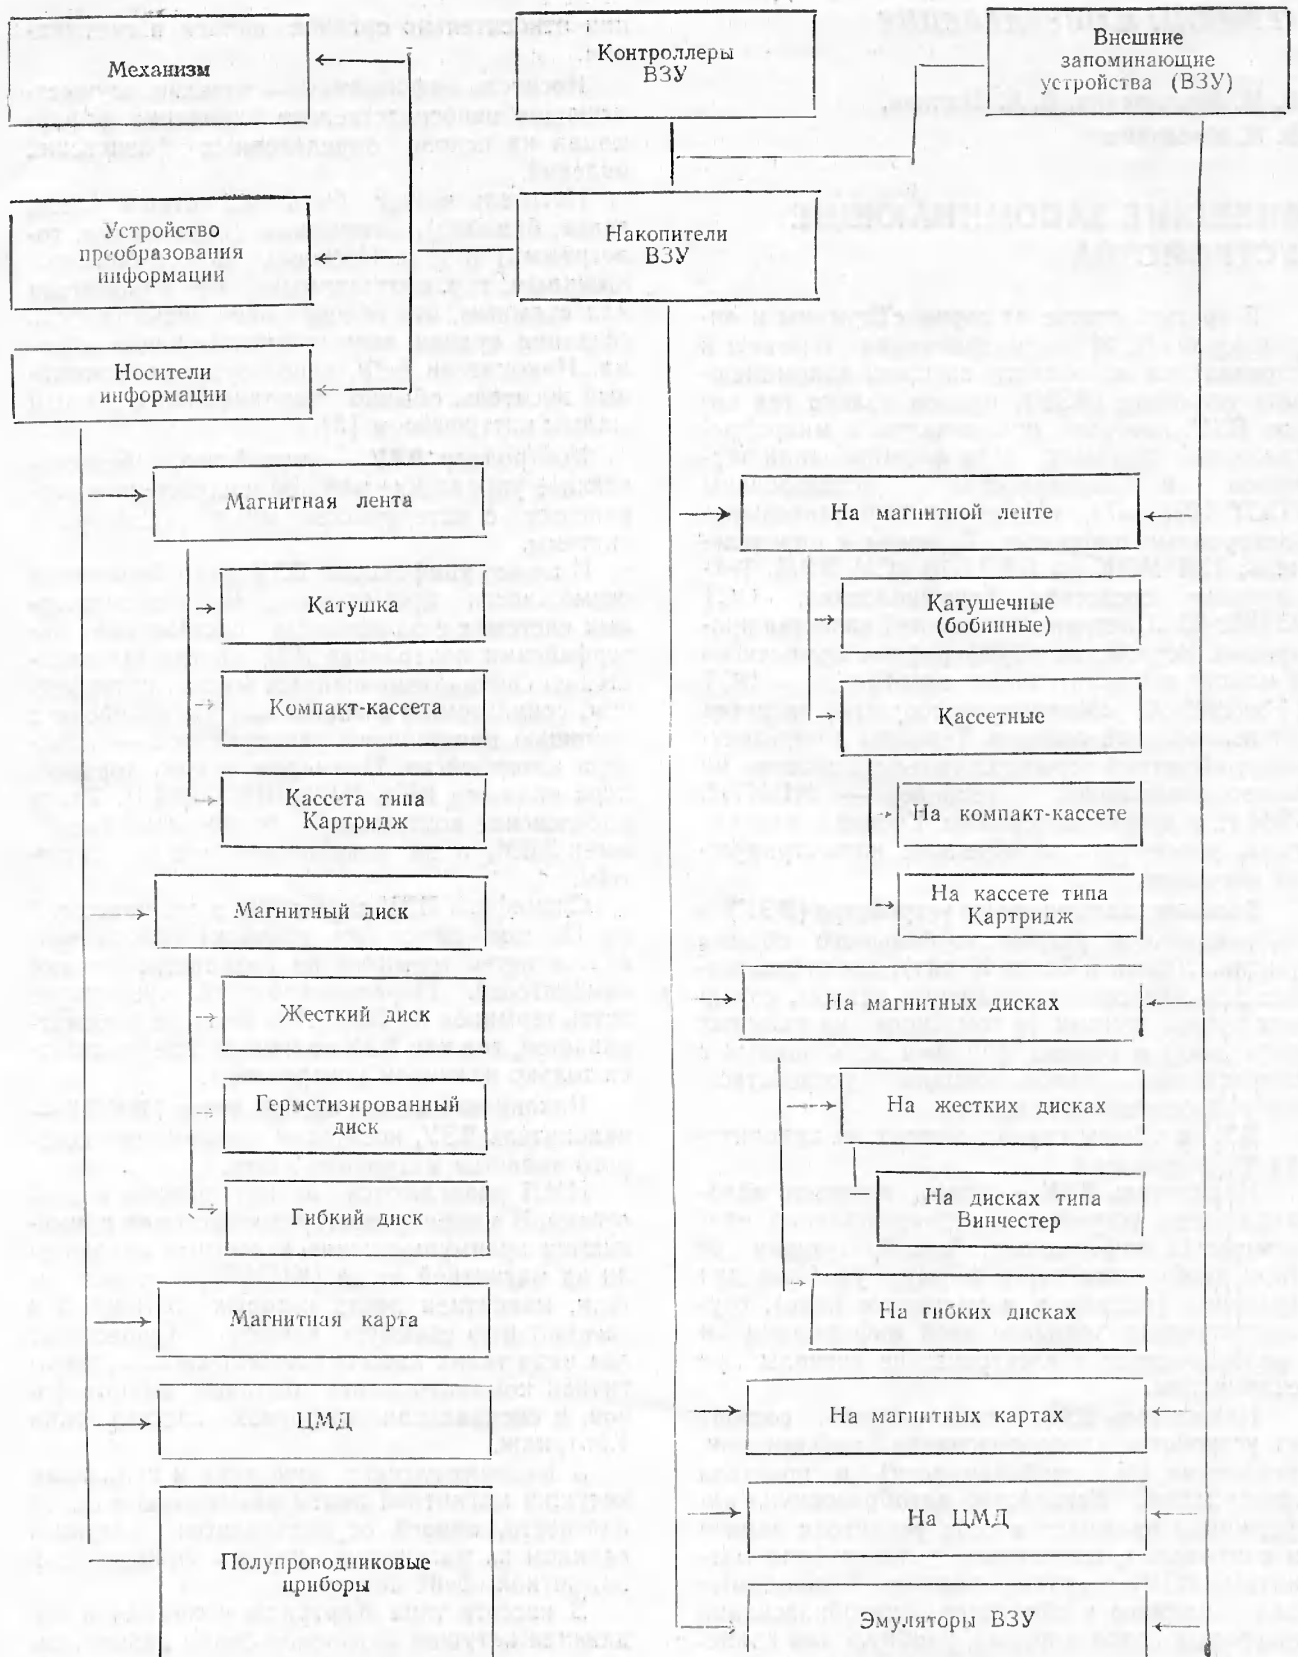 Механизм
Контроллеры
ВЗУ
Внешние
запоминающие
устройства (ВЗУ)
Устройство
преобразования
информации
Накопители
ВЗУ
Носители
информации
Магнитная лента
Катушка
Компакт-кассета
Кассета типа
Картридж
Магнитный диск
Жесткий диск
Герметизированный
диск
Гибкий диск
Магнитная карта
ЦМД
Полупроводниковые
приборы
На магнитной ленте
Катушечные
(бобинные)
Кассетные
На компакт-кассете
На кассете типа
Картридж
На магнитных дисках
На жестких дисках
На дисках типа
Винчестер
На гибких дисках
На магнитных картах
На ЦМД
Эмуляторы ВЗУ